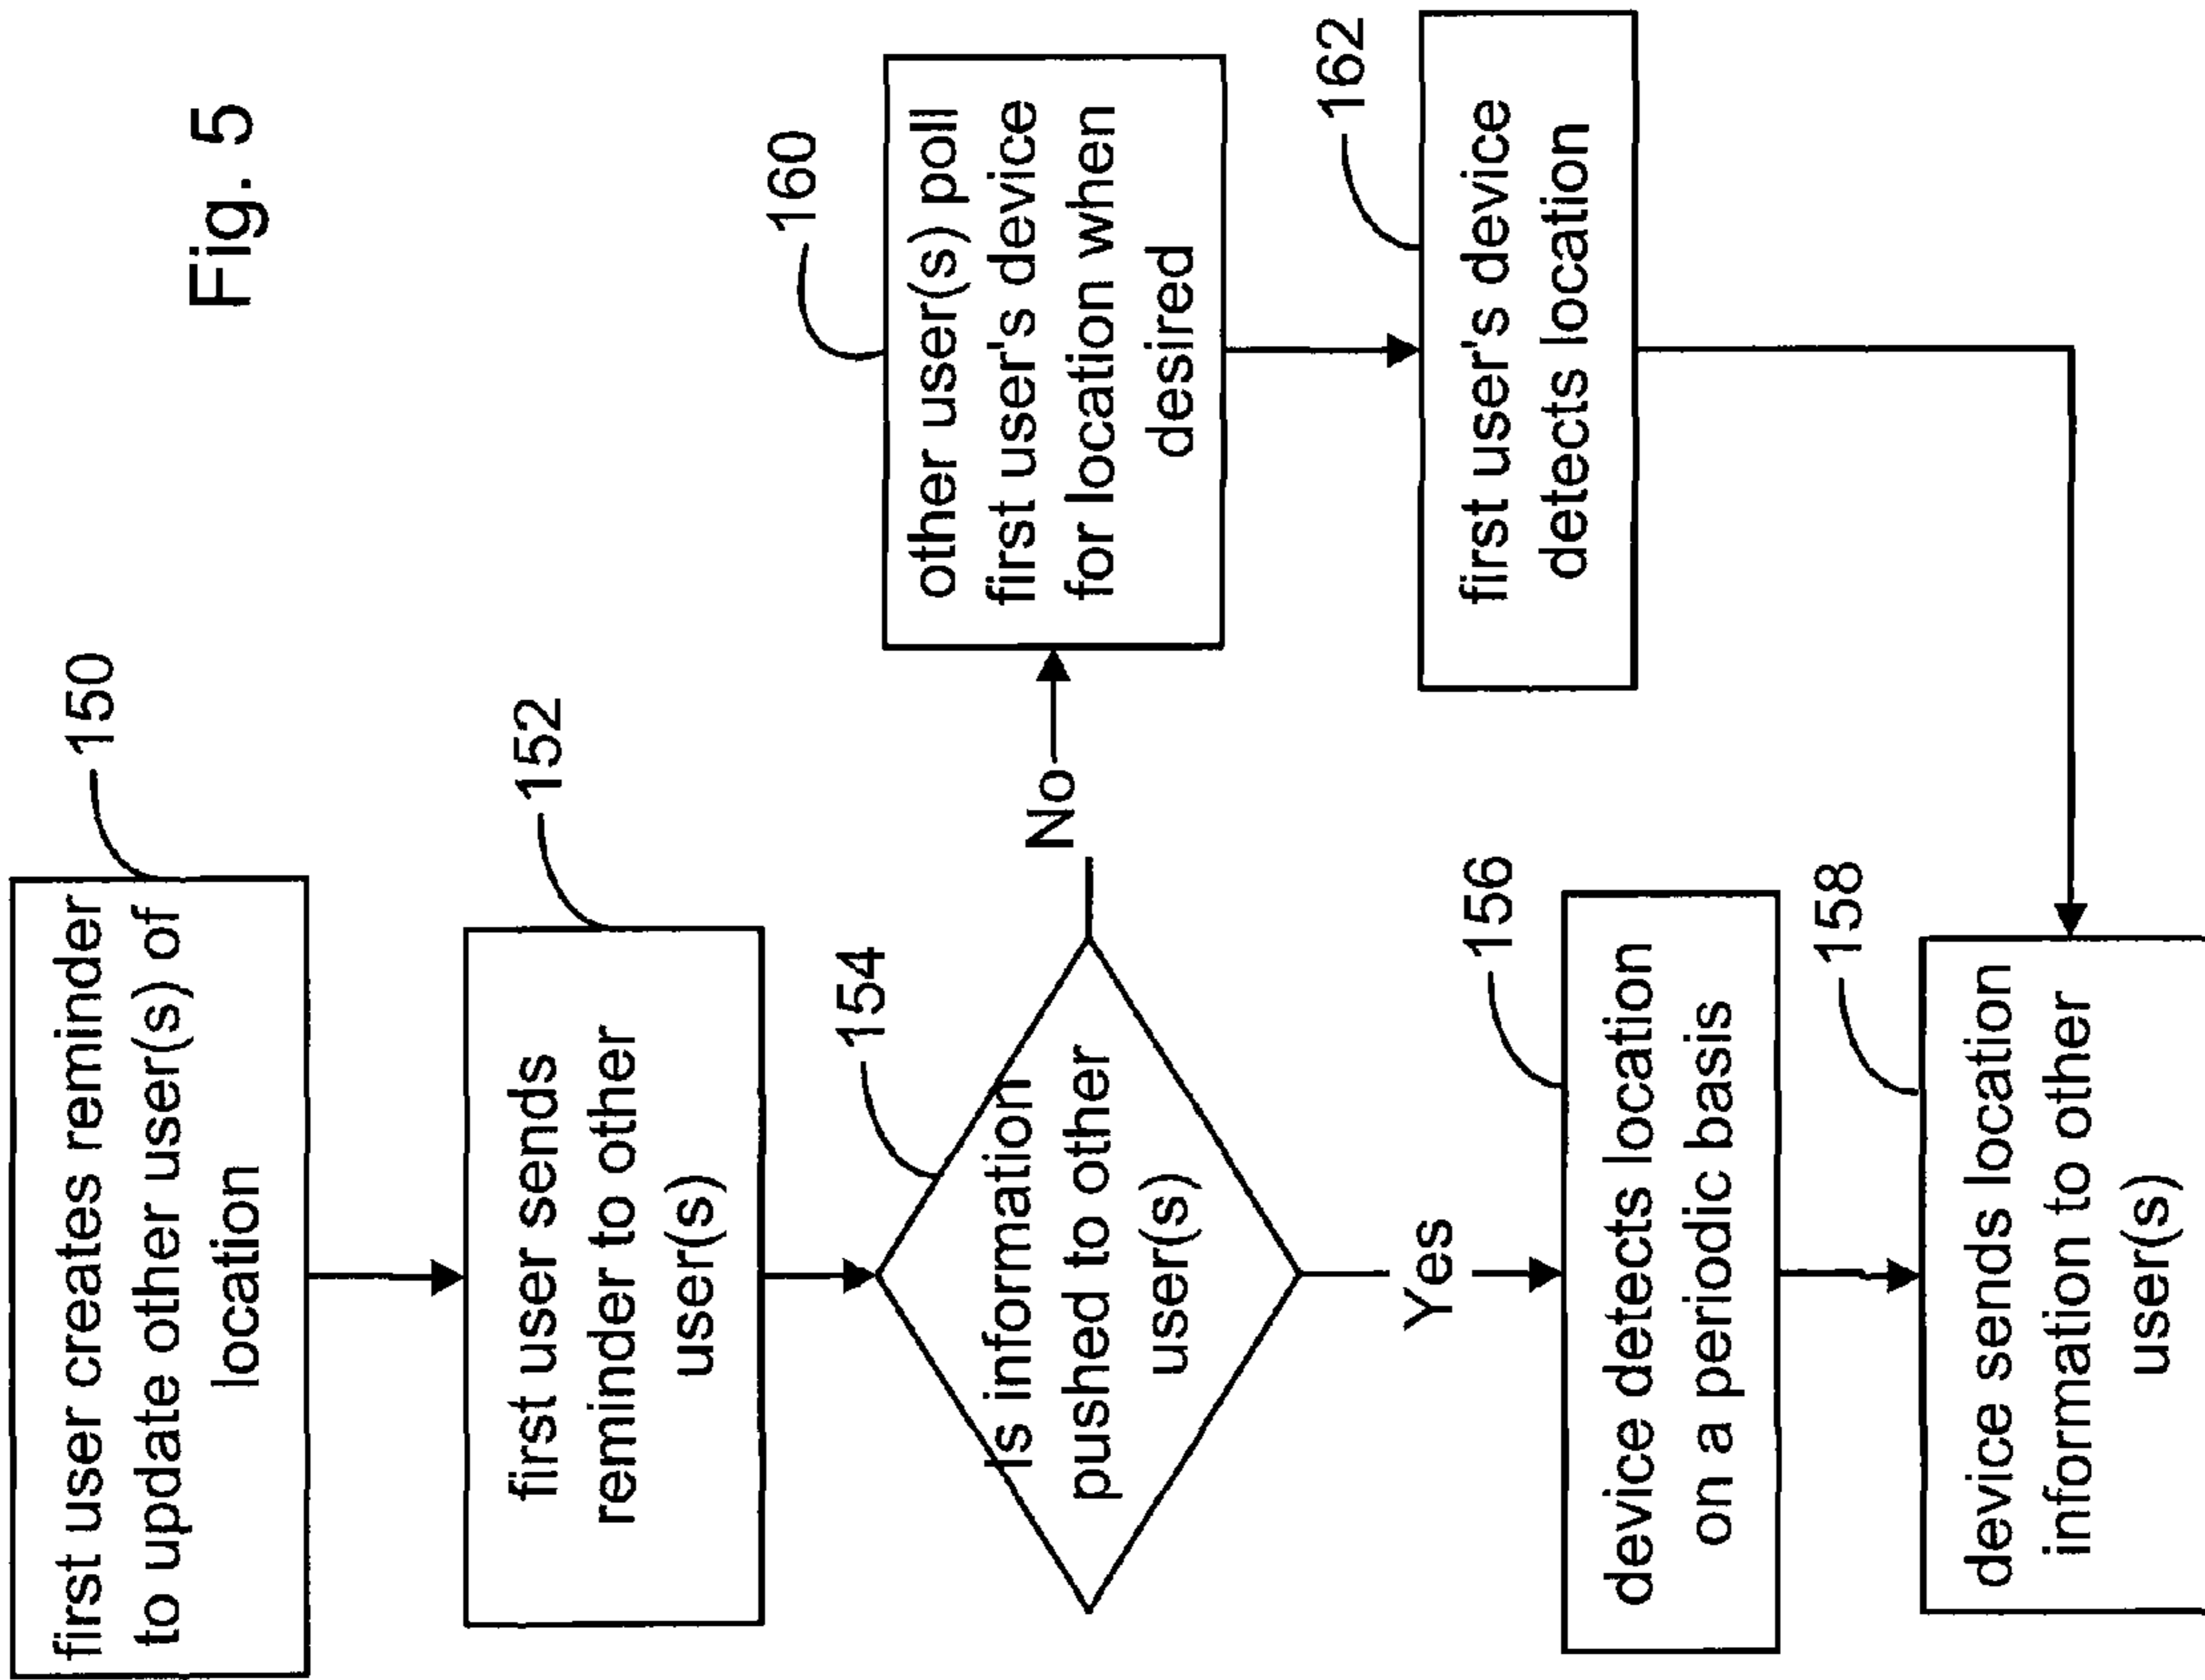 Fig. 5
first user creates reminder
to update other user(s) of
location
150
first user sends
reminder to other
user(s)
152
Is information
pushed to other
user(s)
154
No
Yes
other user(s) poll
first user's device
for location when
desired
160
first user's device
detects location
162
device detects location
on a periodic basis
156
device sends location
information to other
user(s)
158